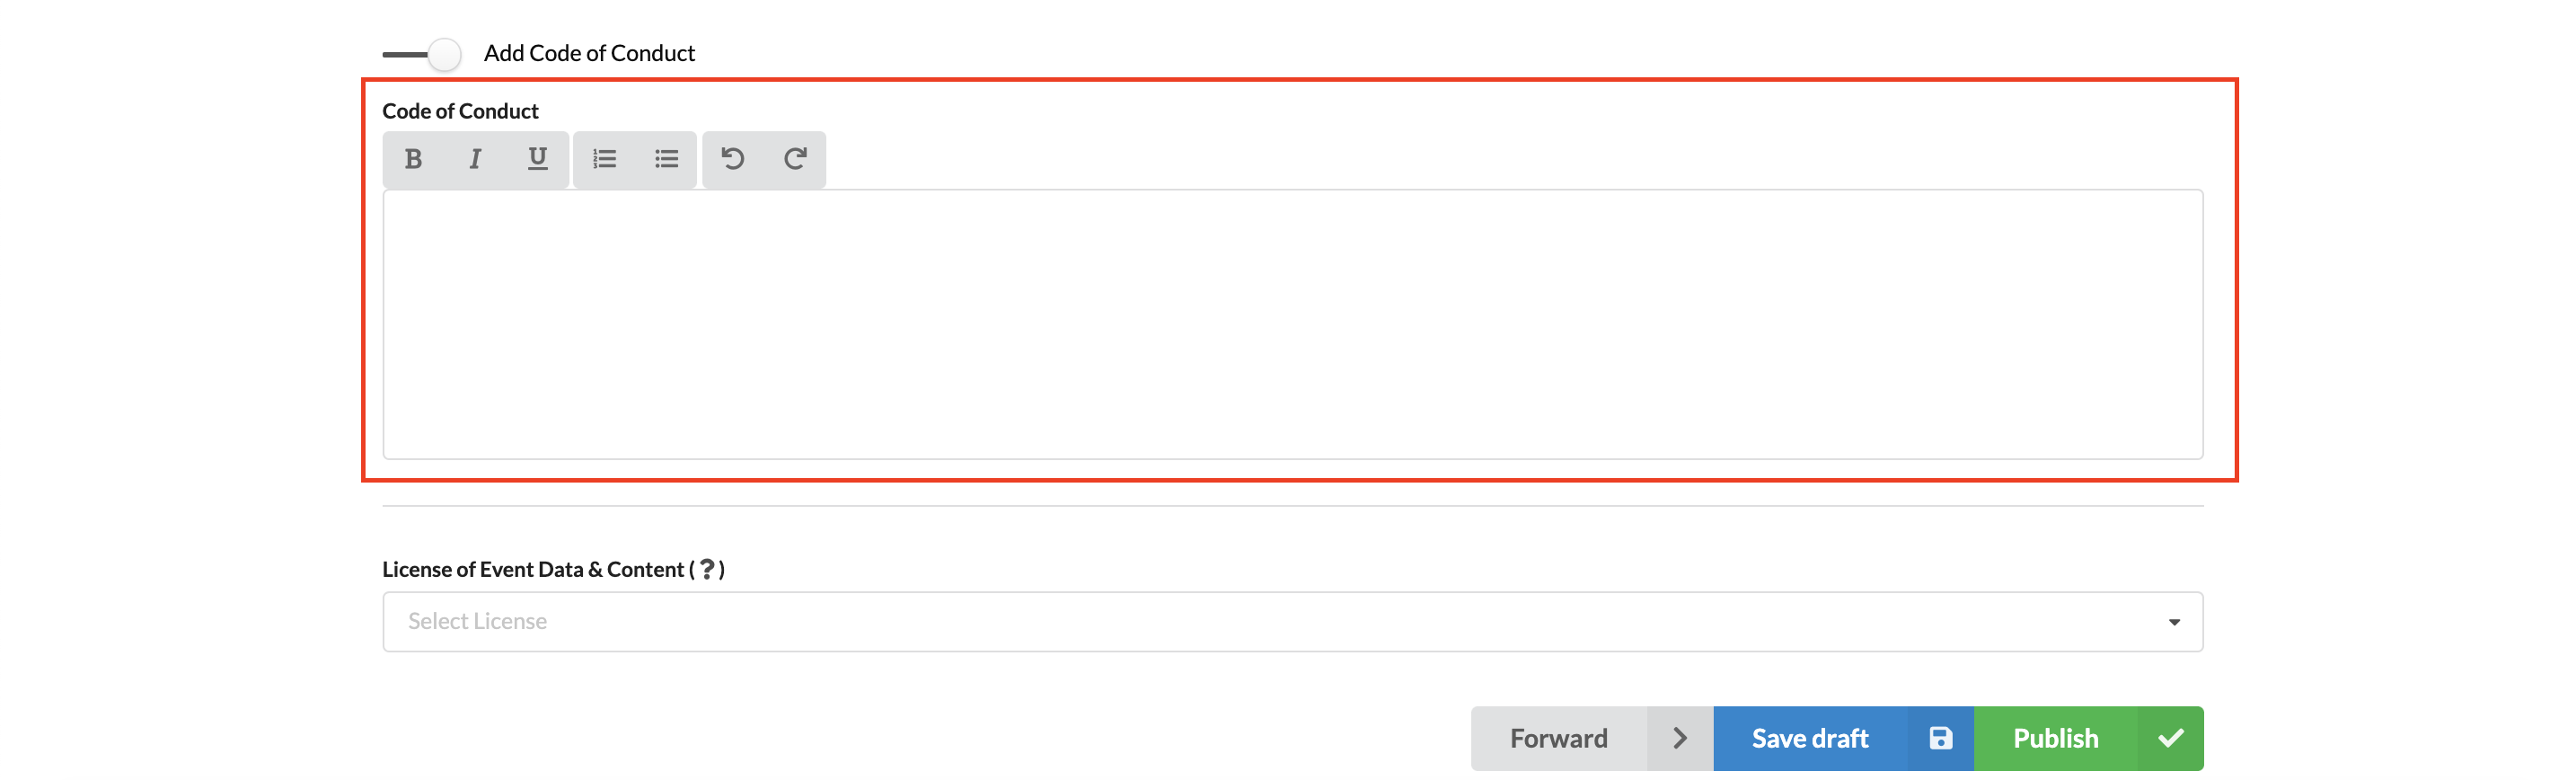 Add Code of Conduct
Code of Conduct
B I U
License of Event Data & Content ( ? )
Select License
Forward Save draft Publish